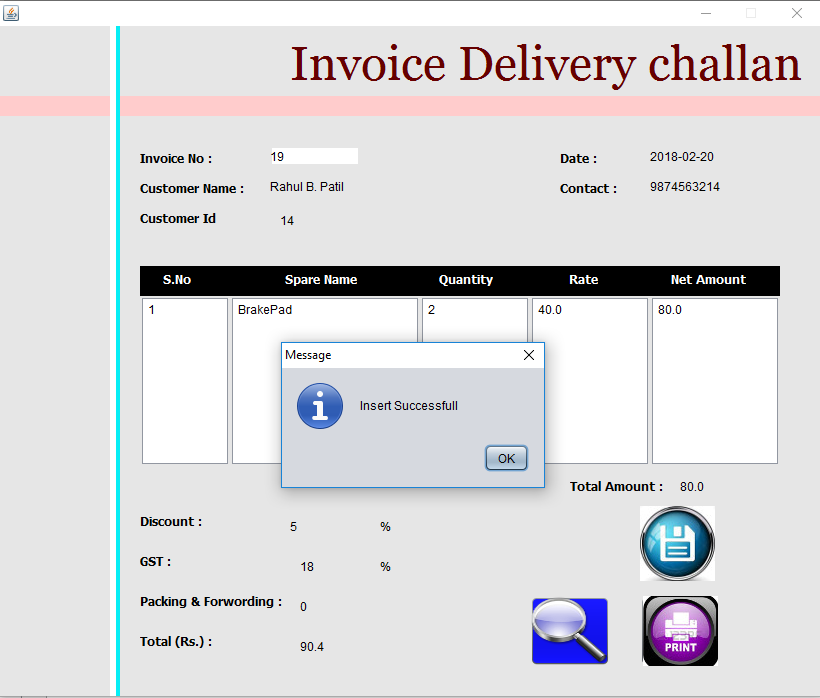 Invoice Delivery challan
Invoice No : 19 Date : 2018-02-20
Customer Name : Rahul B. Patil Contact : 9874563214
Customer Id 14
S.No Spare Name Quantity Rate Net Amount
1 BrakePad 2 40.0 80.0
Message
Insert Successfull
OK
Total Amount : 80.0
Discount : 5 %
GST : 18 %
Packing & Forwording : 0
Total (Rs.) : 90.4
PRINT